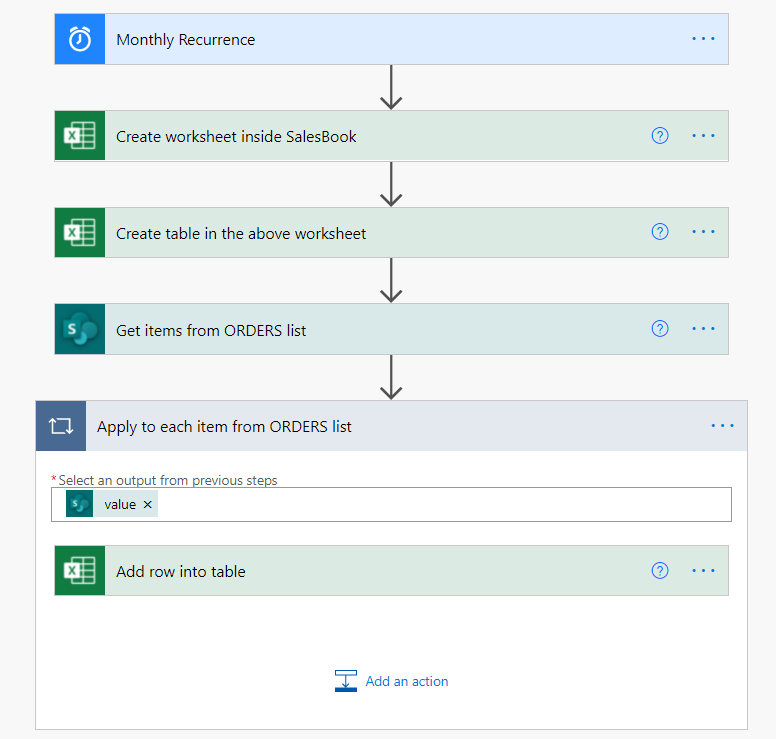 Monthly Recurrence
Create worksheet inside SalesBook
Create table in the above worksheet
Get items from ORDERS list
Apply to each item from ORDERS list
*Select an output from previous steps
value ×
Add row into table
Add an action